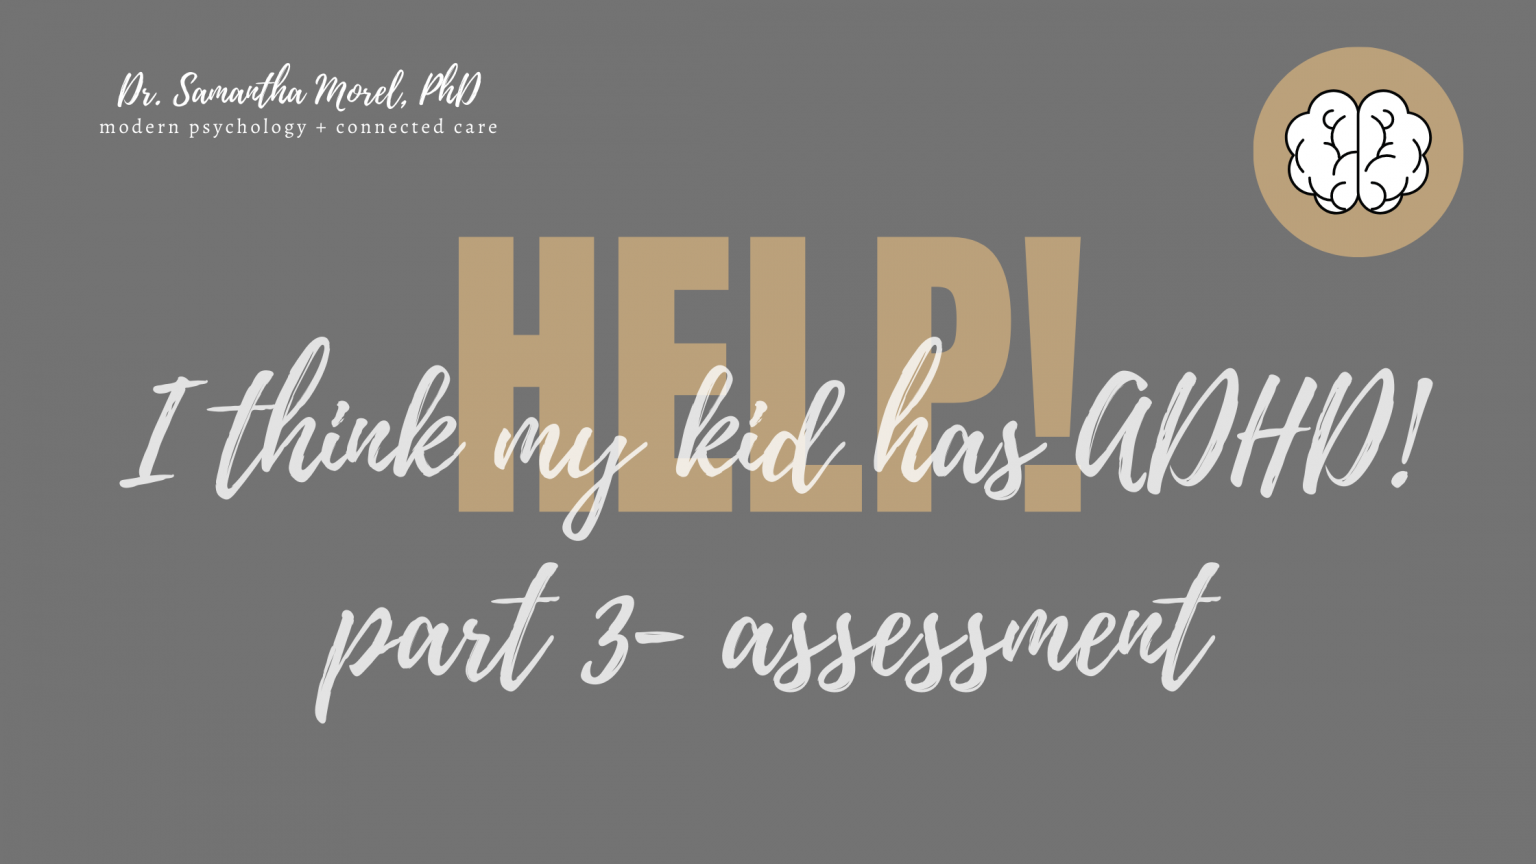 Dr. Samantha Morel, PhD
modern psychology + connected care
HELP!
I think my kid has ADHD!
part 3- assessment